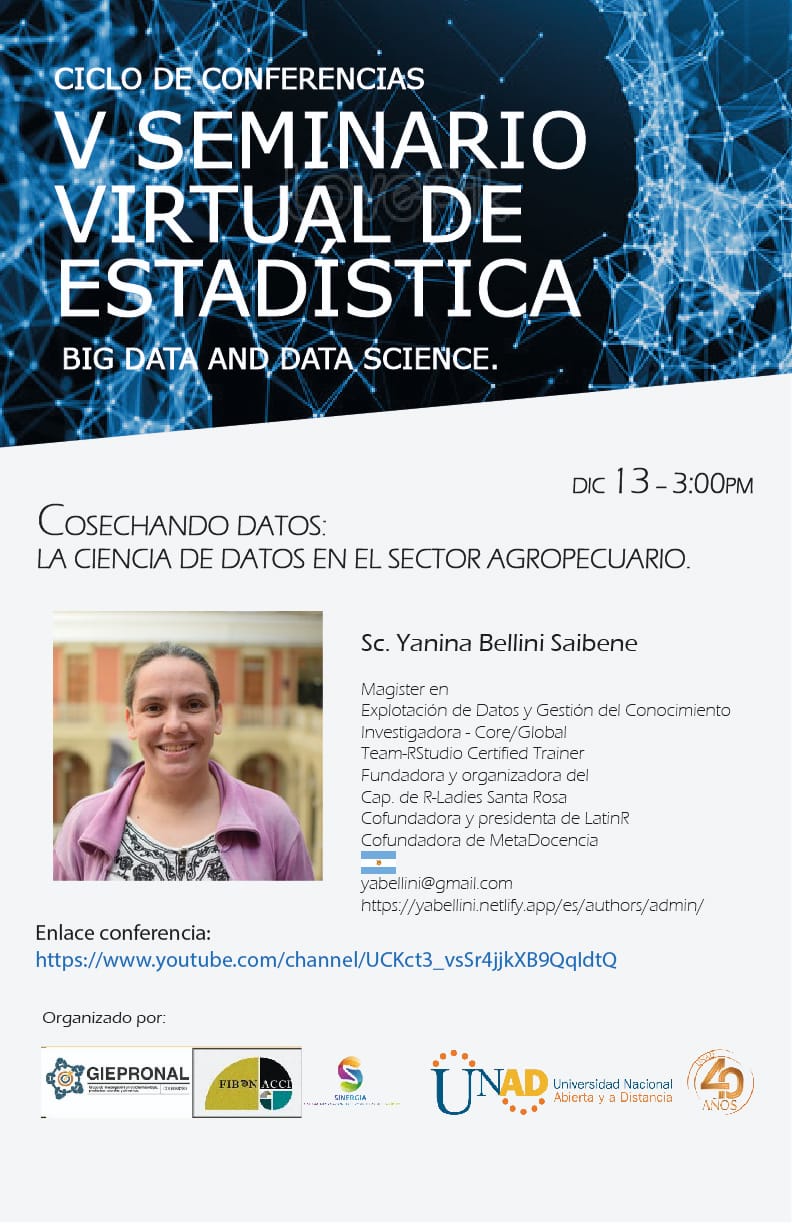 CICLO DE CONFERENCIAS
V SEMINARIO
VIRTUAL DE
ESTADÍSTICA
BIG DATA AND DATA SCIENCE.
DIC 13 – 3:00PM
COSECHANDO DATOS:
LA CIENCIA DE DATOS EN EL SECTOR AGROPECUARIO.
Sc. Yanina Bellini Saibene
Magister en
Explotación de Datos y Gestión del Conocimiento
Investigadora - Core/Global
Team-RStudio Certified Trainer
Fundadora y organizadora del
Cap. de R-Ladies Santa Rosa
Cofundadora y presidenta de LatinR
Cofundadora de MetaDocencia
yabellini@gmail.com
https://yabellini.netlify.app/es/authors/admin/
Enlace conferencia:
https://www.youtube.com/channel/UCKct3_vsSr4jjkXB9QqIdtQ
Organizado por:
GIEPRONAL
FIBONACCI
SINERGIA
UNAD Universidad Nacional
Abierta y a Distancia
40
AÑOS